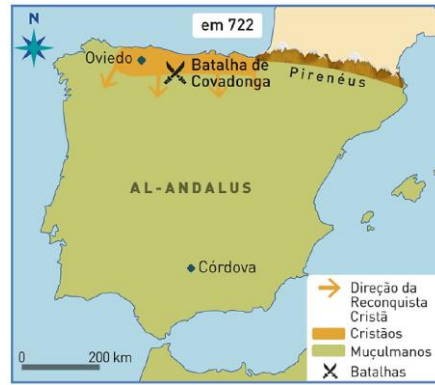 em 722
N
Oviedo
Batalha de
Covadonga
Pirenéus
AL-ANDALUS
Córdova
Direção da
Reconquista
Cristã
Cristãos
Muçulmanos
Batalhas
0 200 km